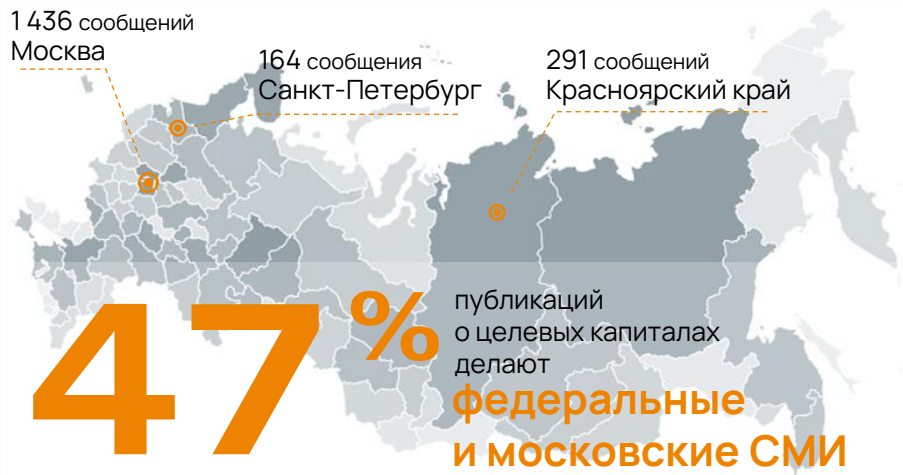 1 436 сообщений
Москва
164 сообщения
Санкт-Петербург
291 сообщений
Красноярский край
47%
публикаций
о целевых капиталах
делают
федеральные
и московские СМИ